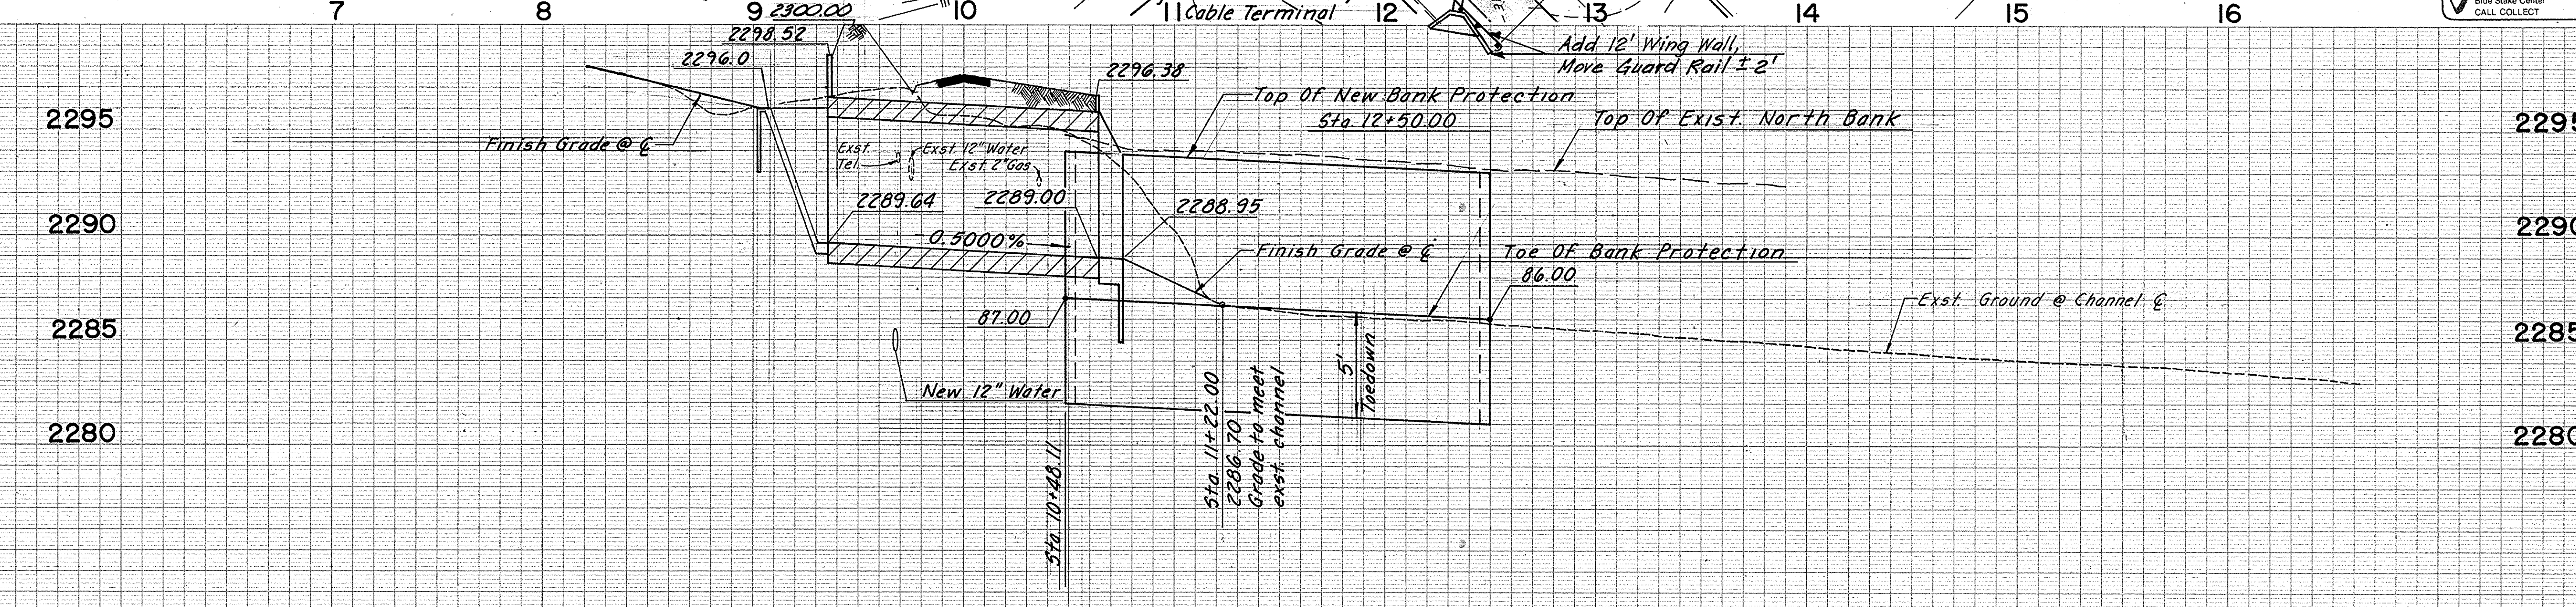 7 8 9 10 11 12 13 14 15 16
Blue Stake Center
CALL COLLECT
2300.00
Cable Terminal
2298.52
2296.0
2296.38
Add 12' Wing Wall,
Move Guard Rail ± 2'
Top Of New Bank Protection
Sta. 12+50.00
Top Of Exist. North Bank
2295
2295
Finish Grade @ ℄
Exst.
Tel.
Exst. 12" Water
Exst. 2" Gas
2289.64
2289.00
2288.95
2290
2290
-0.5000%
Finish Grade @ ℄
Toe Of Bank Protection
86.00
Exst. Ground @ Channel ℄
87.00
2285
2285
New 12" Water
5'
Toedown
Sta. 11+22.00
2286.70
Grade to meet
exst. channel
2280
2280
Sta. 10+48.11